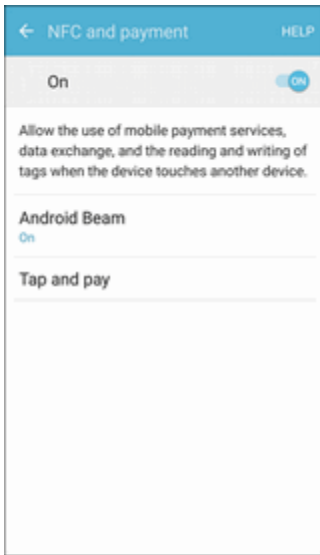 NFC and payment HELP
On ON
Allow the use of mobile payment services,
data exchange, and the reading and writing of
tags when the device touches another device.
Android Beam
On
Tap and pay